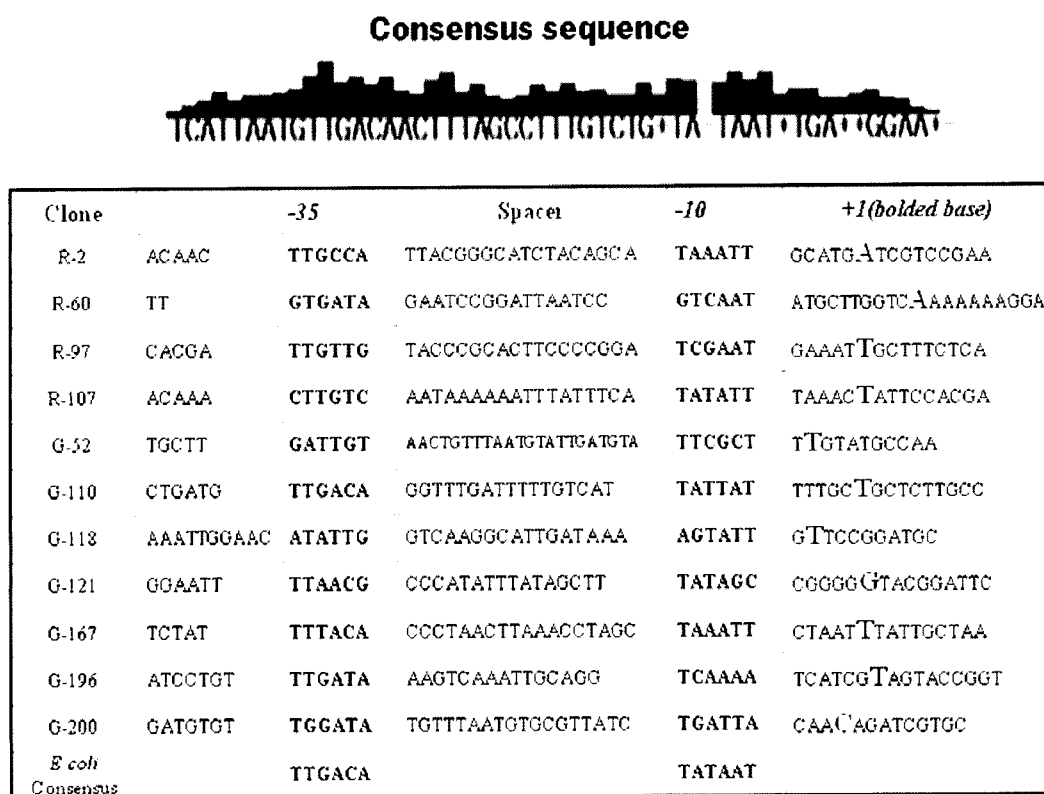 Consensus sequence
TCATTAATGTTGACAACTTTAGCCTTTGTCTG
Clone -35 Spacer -10 +1(bolded base)
R-2 ACAAC TTGCCA TTACGGGCATCTACAGCA TAAATT GCATGATCGTCCGAA
R-60 TT GTGATA GAATCCGGATTAATCC GTCAAT ATGCTTGGTCAAAAAAAGGA
R-97 CACGA TTGTTG TACCCGCACTTCCCCGGA TCGAAT GAAATTGCTTTCTCA
R-107 ACAAA CTTGTC AATAAAAAATTTATTTCA TATATT TAAACTATTCCACGA
G-52 TGCTT GATTGT AACTGTTTAATGTATTGATGTA TTCGCT TTGTATGCCAA
G-110 CTGATG TTGACA GGTTTGATTTTTGTCAT TATTAT TTTGCTGCTCTTGCC
G-118 AAATTGGAAC ATATTG GTCAAGGCATTGATAAA AGTATT GTTCCGGATGC
G-121 GGAATT TTAACG CCCATATTTATAGCTT TATAGC CGGGGGTACGGATTC
G-167 TCTAT TTTACA CCCTAACTTAAACCTAGC TAAATT CTAATTTATTGCTAA
G-196 ATCCTGT TTGATA AAGTCAAATTGCAGG TCAAAA TCATCGTAGTACCGGT
G-200 GATGTGT TGGATA TGTTTAATGTGCGTTATC TGATTA CAACAGATCGTGC
E coli
Consensus TTGACA TATAAT